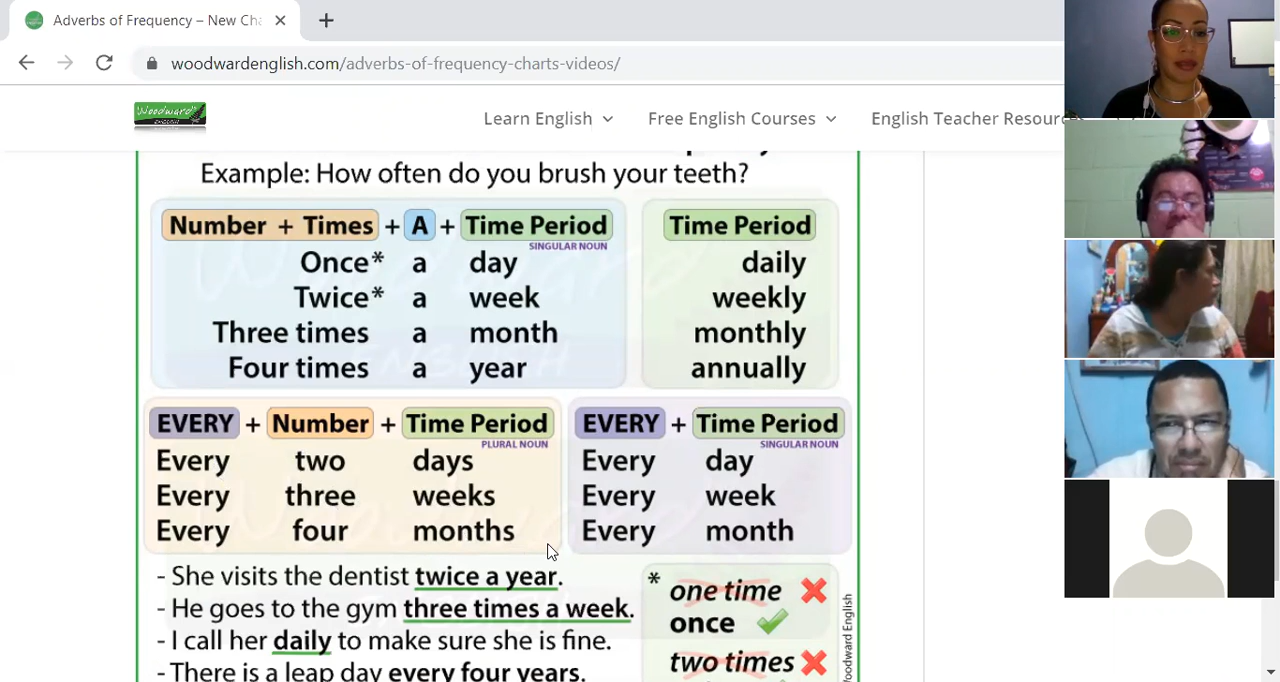 Adverbs of Frequency – New Cha
woodwardenglish.com/adverbs-of-frequency-charts-videos/
Woodward
ENGLISH
Learn English
Free English Courses
English Teacher Resourc
Example: How often do you brush your teeth?
Number + Times + A + Time Period
SINGULAR NOUN
Once* a day
Twice* a week
Three times a month
Four times a year
Time Period
daily
weekly
monthly
annually
EVERY + Number + Time Period
PLURAL NOUN
Every two days
Every three weeks
Every four months
EVERY + Time Period
SINGULAR NOUN
Every day
Every week
Every month
- She visits the dentist twice a year.
- He goes to the gym three times a week.
- I call her daily to make sure she is fine.
- There is a leap day every four years.
* one time
once
two times
Woodward English